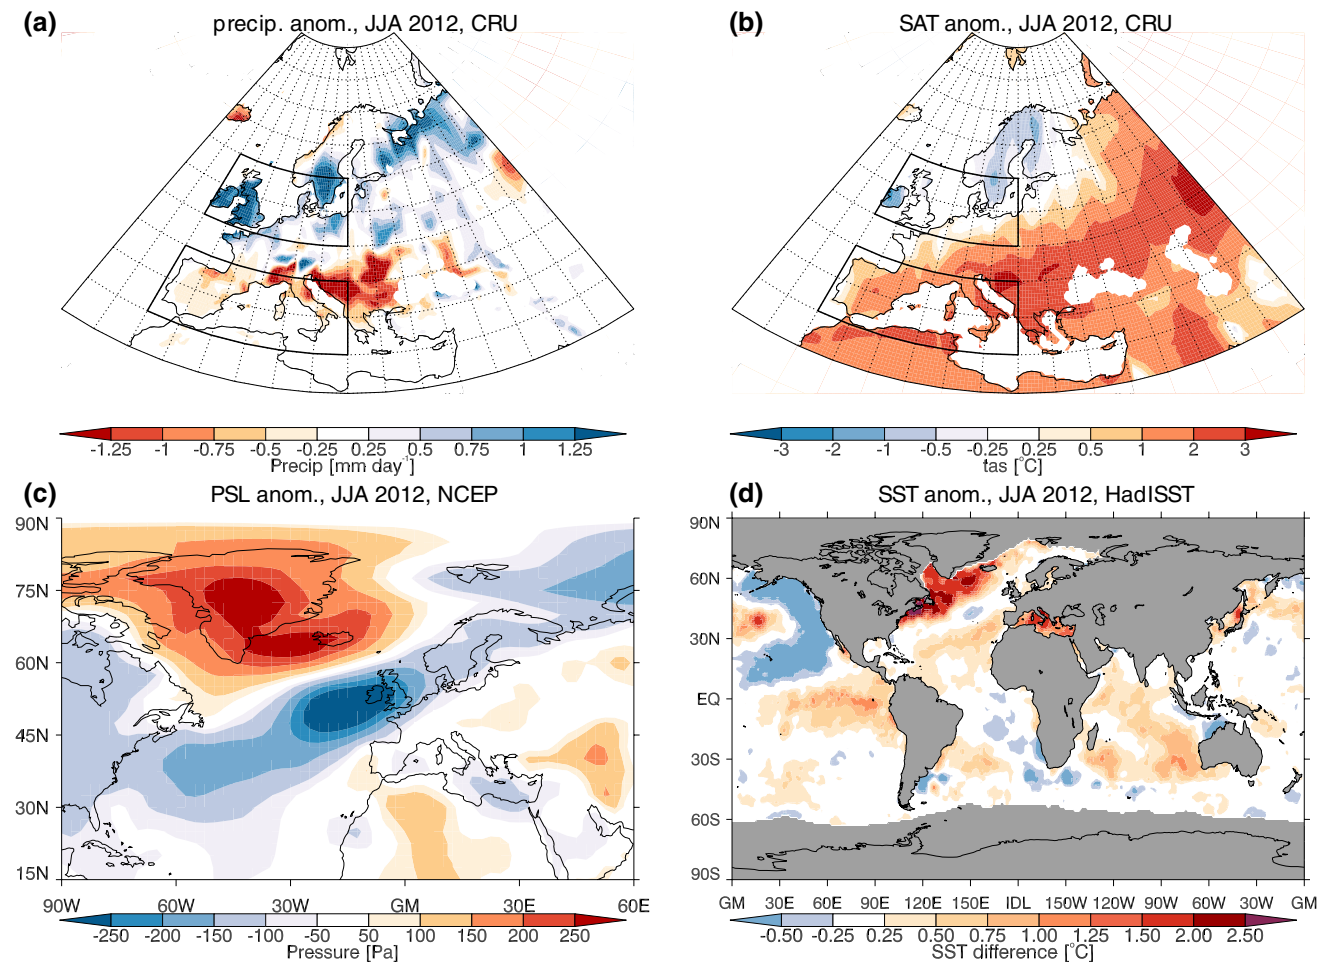 (a) precip. anom., JJA 2012, CRU
-1.25 -1 -0.75 -0.5 -0.25 0.25 0.5 0.75 1 1.25
Precip [mm day⁻¹]
(b) SAT anom., JJA 2012, CRU
-3 -2 -1 -0.5 -0.25 0.25 0.5 1 2 3
tas [°C]
(c) PSL anom., JJA 2012, NCEP
90N
75N
60N
45N
30N
15N
90W 60W 30W GM 30E 60E
-250 -200 -150 -100 -50 50 100 150 200 250
Pressure [Pa]
(d) SST anom., JJA 2012, HadISST
90N
60N
30N
EQ
30S
60S
90S
GM 30E 60E 90E 120E 150E IDL 150W 120W 90W 60W 30W GM
-0.50 -0.25 0.25 0.50 0.75 1.00 1.25 1.50 1.75 2.00 2.50
SST difference [°C]